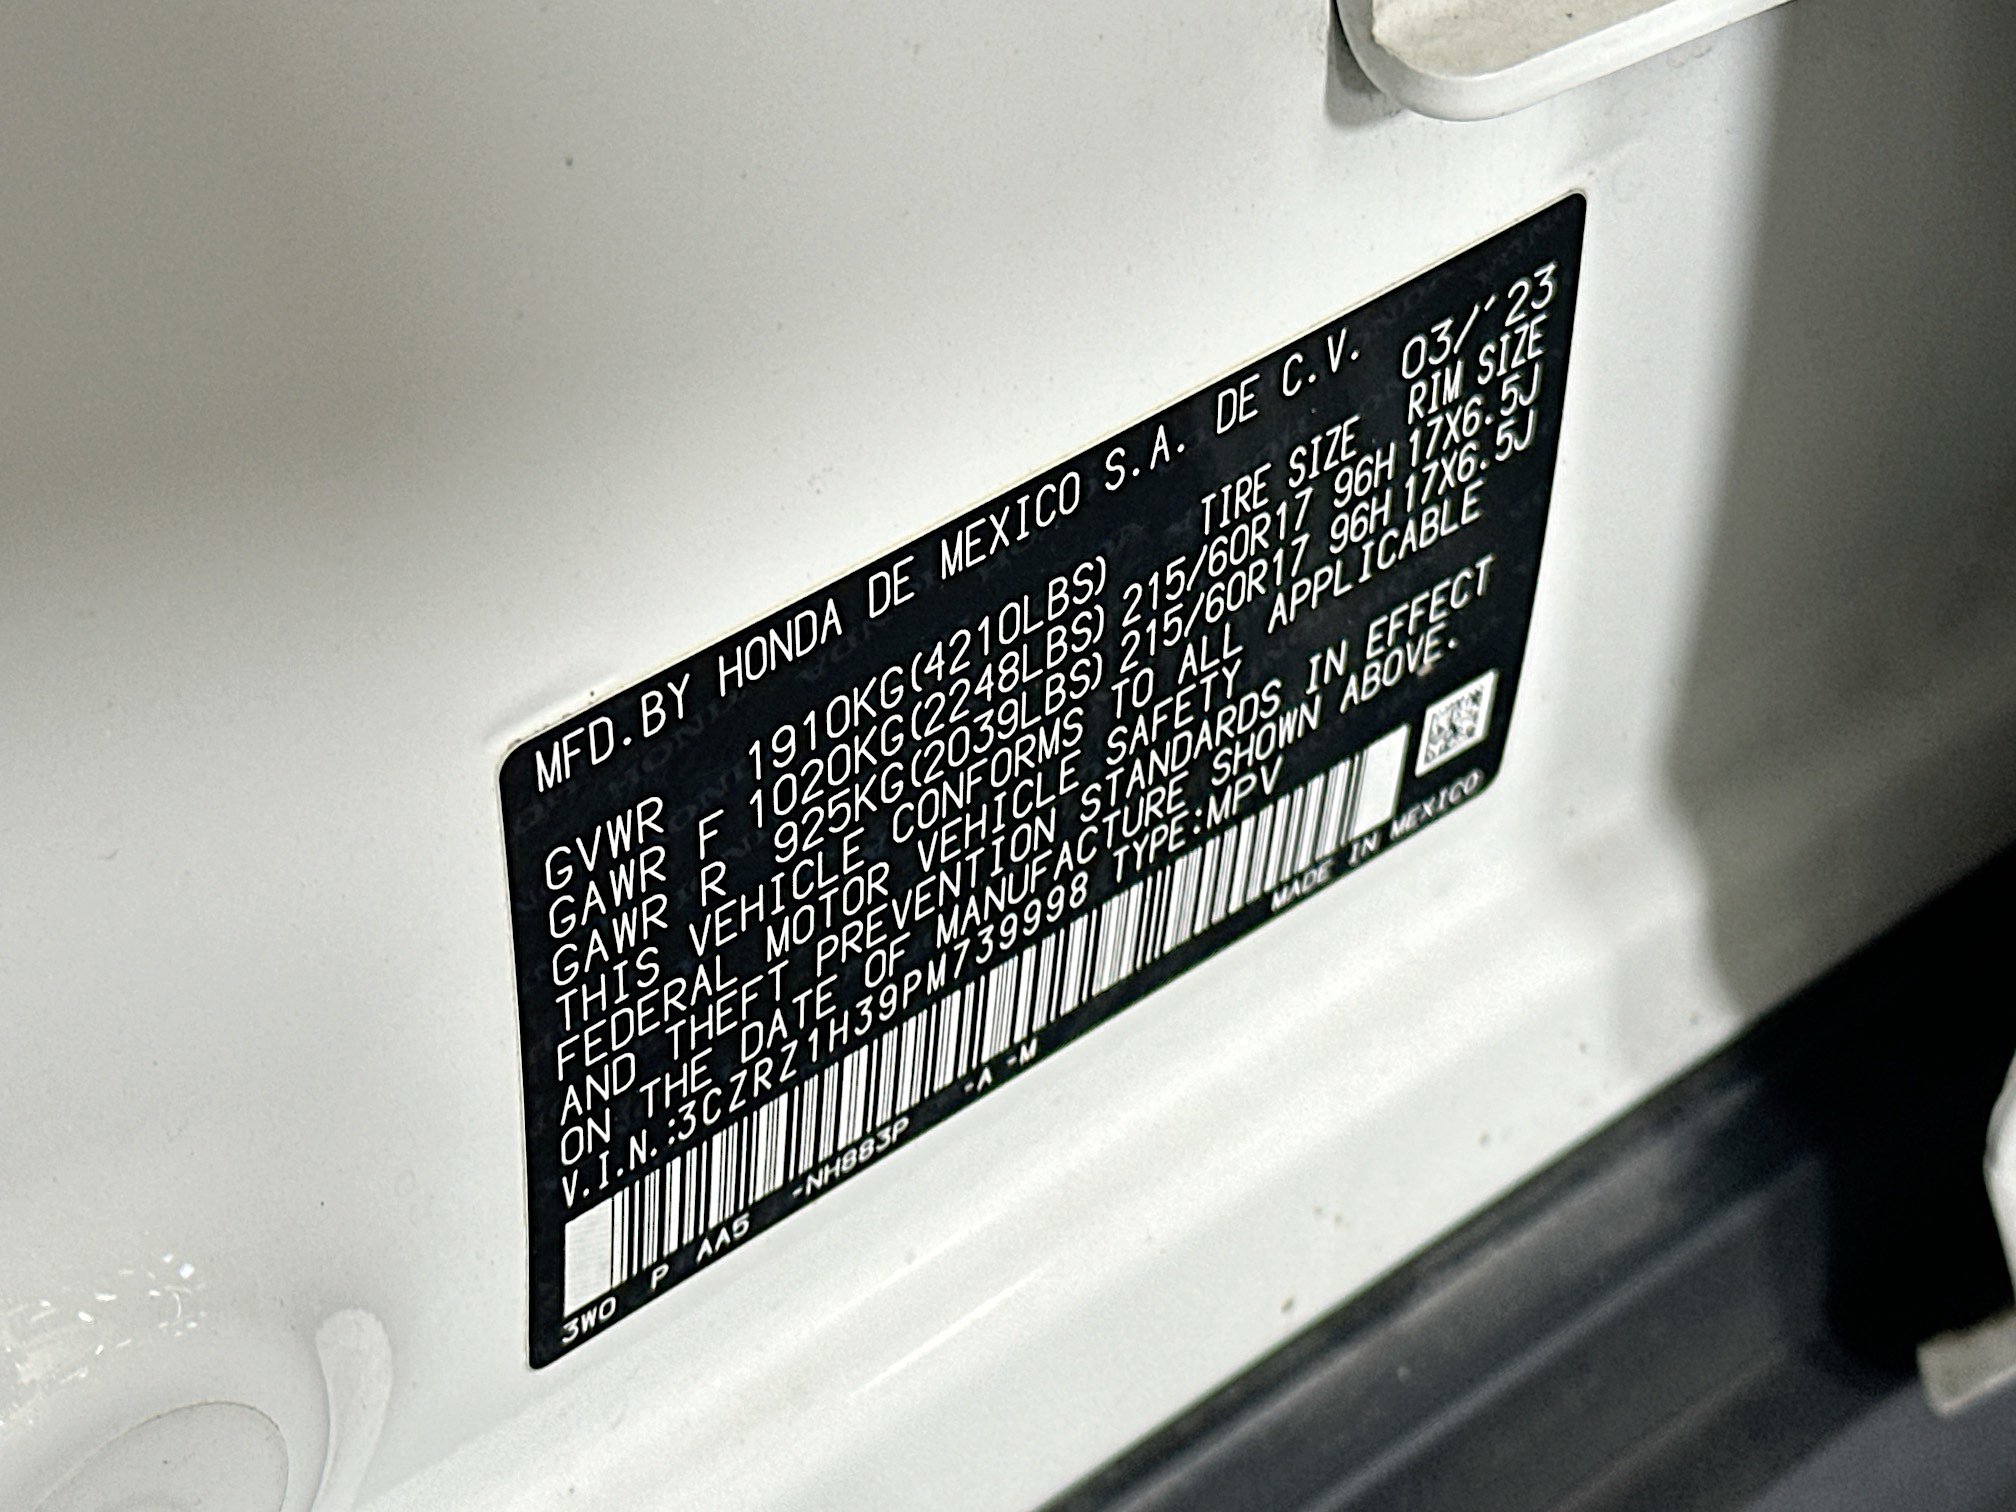 MFD.BY HONDA DE MEXICO S.A. DE C.V. 03/'23
TIRE SIZE RIM SIZE
GVWR 1910KG(4210LBS)
GAWR F 1020KG(2248LBS) 215/60R17 96H 17X6.5J
GAWR R 925KG(2039LBS) 215/60R17 96H 17X6.5J
THIS VEHICLE CONFORMS TO ALL APPLICABLE
FEDERAL MOTOR VEHICLE SAFETY
AND THEFT PREVENTION STANDARDS IN EFFECT
ON THE DATE OF MANUFACTURE SHOWN ABOVE.
V.I.N.:3CZRZ1H39PM739998 TYPE:MPV
3W0 P AA5 -NH883P -A -M MADE IN MEXICO